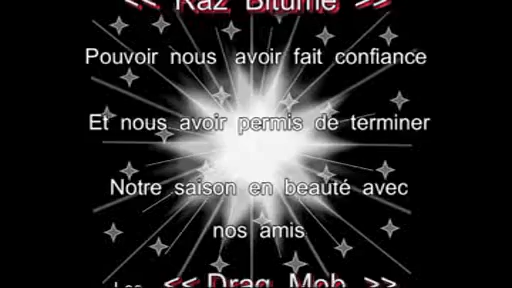 << Raz Bitume >>
Pouvoir nous avoir fait confiance
Et nous avoir permis de terminer
Notre saison en beauté avec
nos amis
Les << Drag Mob >>